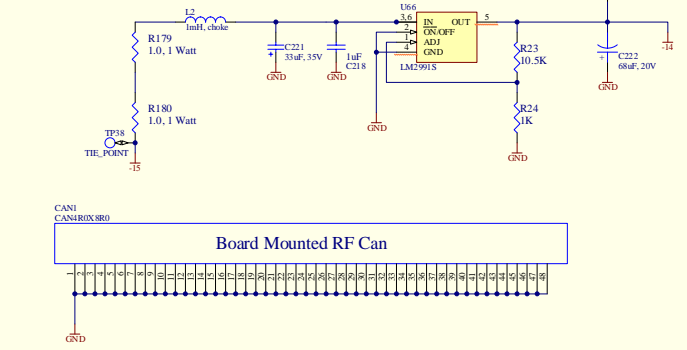 L2
1mH, choke
R179
1.0, 1 Watt
C221
33uF, 35V
GND
1uF
C218
GND
U66
3,6
2
1
4
IN
ON/OFF
ADJ
GND
OUT
5
LM2991S
GND
R23
10.5K
R24
1K
GND
+
C222
68uF, 20V
GND
-14
R180
1.0, 1 Watt
TP38
TIE_POINT
-15
CAN1
CAN4R0X8R0
Board Mounted RF Can
1 2 3 4 5 6 7 8 9 10 11 12 13 14 15 16 17 18 19 20 21 22 23 24 25 26 27 28 29 30 31 32 33 34 35 36 37 38 39 40 41 42 43 44 45 46 47 48
GND